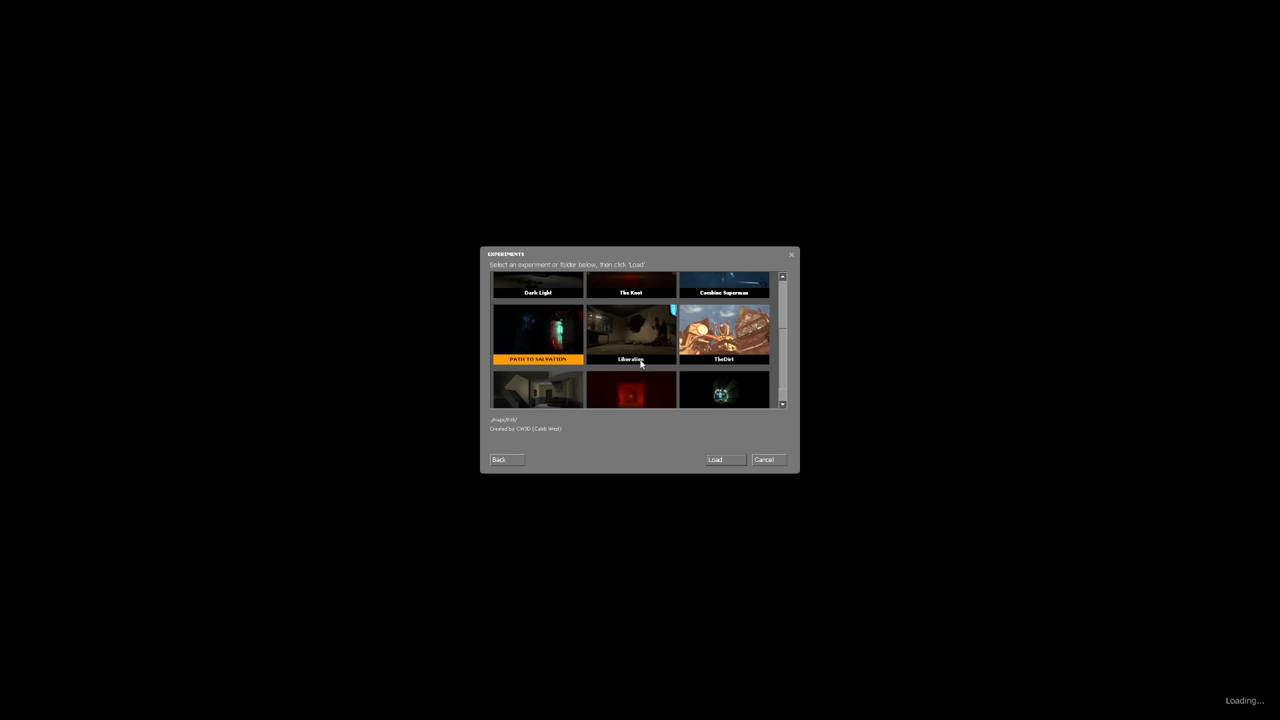 EXPERIMENTS
Select an experiment or folder below, then click 'Load'
Dark Light
The Knot
Combine Superman
PATH TO SALVATION
Liberation
TheDirt
Created by: CW3D (Caleb West)
Back
Load
Cancel
Loading...